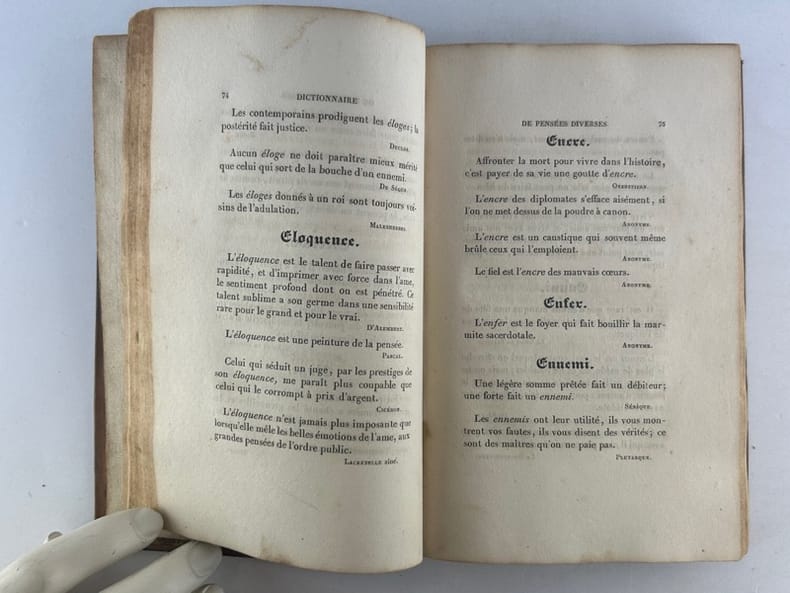 74 DICTIONNAIRE
Les contemporains prodiguent les éloges; la
postérité fait justice.
Duclos.
Aucun éloge ne doit paraître mieux mérité
que celui qui sort de la bouche d'un ennemi.
De Ségur.
Les éloges donnés à un roi sont toujours voi-
sins de l'adulation.
Malesherbes.
Eloquence.
L'éloquence est le talent de faire passer avec
rapidité, et d'imprimer avec force dans l'ame,
le sentiment profond dont on est pénétré. Ce
talent sublime a son germe dans une sensibilité
rare pour le grand et pour le vrai.
D'Alembert.
L'éloquence est une peinture de la pensée.
Pascal.
Celui qui séduit un juge, par les prestiges de
son éloquence, me paraît plus coupable que
celui qui le corrompt à prix d'argent.
Cicéron.
L'éloquence n'est jamais plus imposante que
lorsqu'elle mêle les belles émotions de l'ame, aux
grandes pensées de l'ordre public.
Lacretelle aîné.
DE PENSÉES DIVERSES. 75
Encre.
Affronter la mort pour vivre dans l'histoire,
c'est payer de sa vie une goutte d'encre.
Oxenstiern.
L'encre des diplomates s'efface aisément, si
l'on ne met dessus de la poudre à canon.
Anonyme.
L'encre est un caustique qui souvent même
brûle ceux qui l'emploient.
Anonyme.
Le fiel est l'encre des mauvais cœurs.
Anonyme.
Enfer.
L'enfer est le foyer qui fait bouillir la mar-
mite sacerdotale.
Anonyme.
Ennemi.
Une légère somme prêtée fait un débiteur;
une forte fait un ennemi.
Sénèque.
Les ennemis ont leur utilité, ils vous mon-
trent vos fautes, ils vous disent des vérités; ce
sont des maîtres qu'on ne paie pas.
Plutarque.